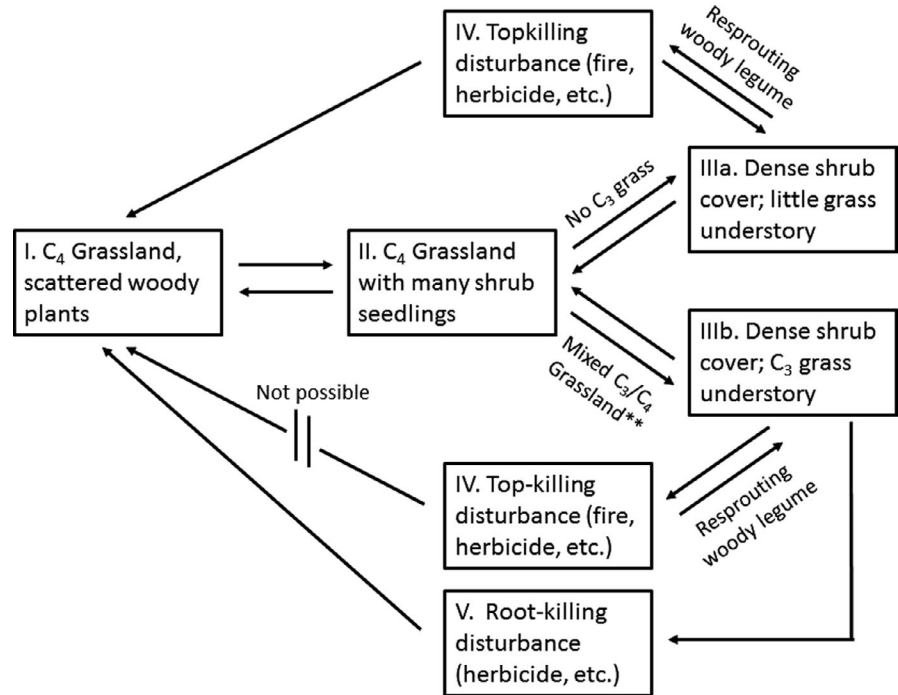 IV. Topkilling
disturbance (fire,
herbicide, etc.)
Resprouting
woody legume
No C₃ grass
IIIa. Dense shrub
cover; little grass
understory
I. C₄ Grassland,
scattered woody
plants
II. C₄ Grassland
with many shrub
seedlings
Mixed C₃/C₄
Grassland**
IIIb. Dense shrub
cover; C₃ grass
understory
Not possible
IV. Top-killing
disturbance (fire,
herbicide, etc.)
Resprouting
woody legume
V. Root-killing
disturbance
(herbicide, etc.)